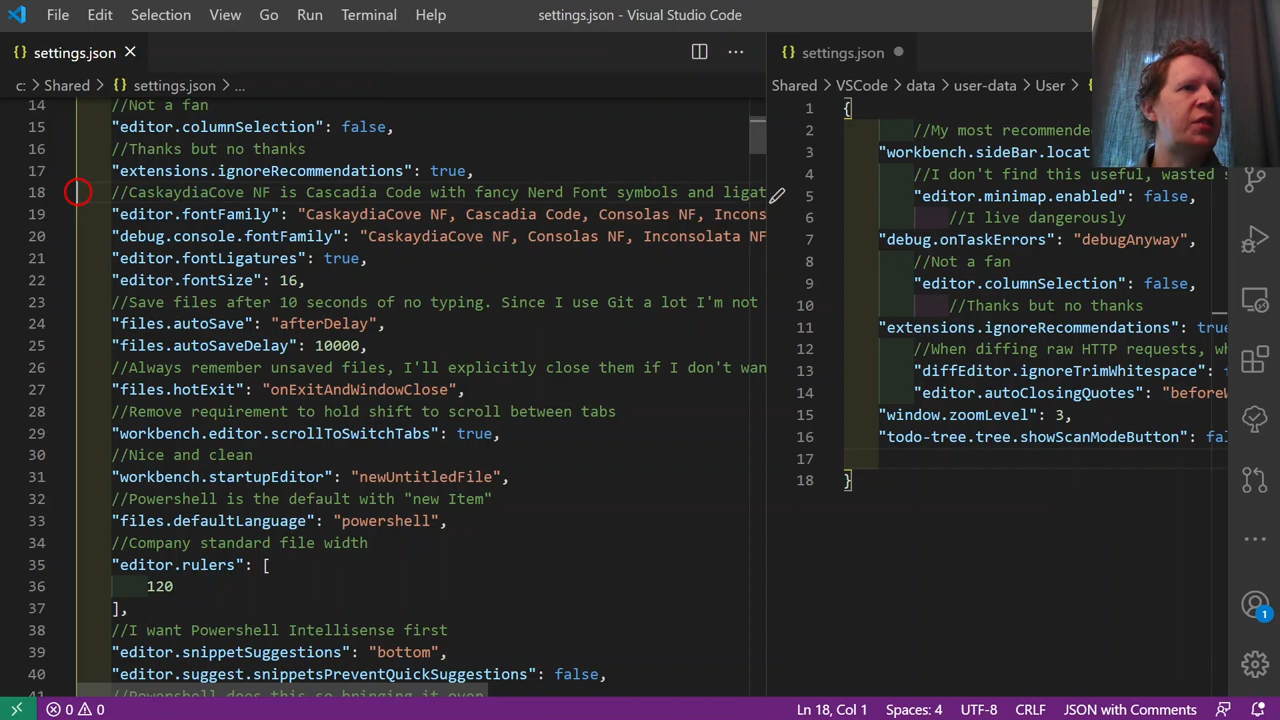 File Edit Selection View Go Run Terminal Help settings.json - Visual Studio Code
{} settings.json
c: > Shared > {} settings.json > ...
14 //Not a fan
15 "editor.columnSelection": false,
16 //Thanks but no thanks
17 "extensions.ignoreRecommendations": true,
18 //CaskaydiaCove NF is Cascadia Code with fancy Nerd Font symbols and ligat
19 "editor.fontFamily": "CaskaydiaCove NF, Cascadia Code, Consolas NF, Incons
20 "debug.console.fontFamily": "CaskaydiaCove NF, Consolas NF, Inconsolata NF
21 "editor.fontLigatures": true,
22 "editor.fontSize": 16,
23 //Save files after 10 seconds of no typing. Since I use Git a lot I'm not
24 "files.autoSave": "afterDelay",
25 "files.autoSaveDelay": 10000,
26 //Always remember unsaved files, I'll explicitly close them if I don't wan
27 "files.hotExit": "onExitAndWindowClose",
28 //Remove requirement to hold shift to scroll between tabs
29 "workbench.editor.scrollToSwitchTabs": true,
30 //Nice and clean
31 "workbench.startupEditor": "newUntitledFile",
32 //Powershell is the default with "new Item"
33 "files.defaultLanguage": "powershell",
34 //Company standard file width
35 "editor.rulers": [
36 120
37 ],
38 //I want Powershell Intellisense first
39 "editor.snippetSuggestions": "bottom",
40 "editor.suggest.snippetsPreventQuickSuggestions": false,
41 //Powershell does this so bringing it over
{} settings.json
Shared > VSCode > data > user-data > User > {
1 {
2 //My most recommended
3 "workbench.sideBar.locat
4 //I don't find this useful, wasted s
5 "editor.minimap.enabled": false,
6 //I live dangerously
7 "debug.onTaskErrors": "debugAnyway",
8 //Not a fan
9 "editor.columnSelection": false,
10 //Thanks but no thanks
11 "extensions.ignoreRecommendations": true
12 //When diffing raw HTTP requests, wh
13 "diffEditor.ignoreTrimWhitespace": f
14 "editor.autoClosingQuotes": "beforeW
15 "window.zoomLevel": 3,
16 "todo-tree.tree.showScanModeButton": fal
17
18 }
1
0 0 Ln 18, Col 1 Spaces: 4 UTF-8 CRLF JSON with Comments